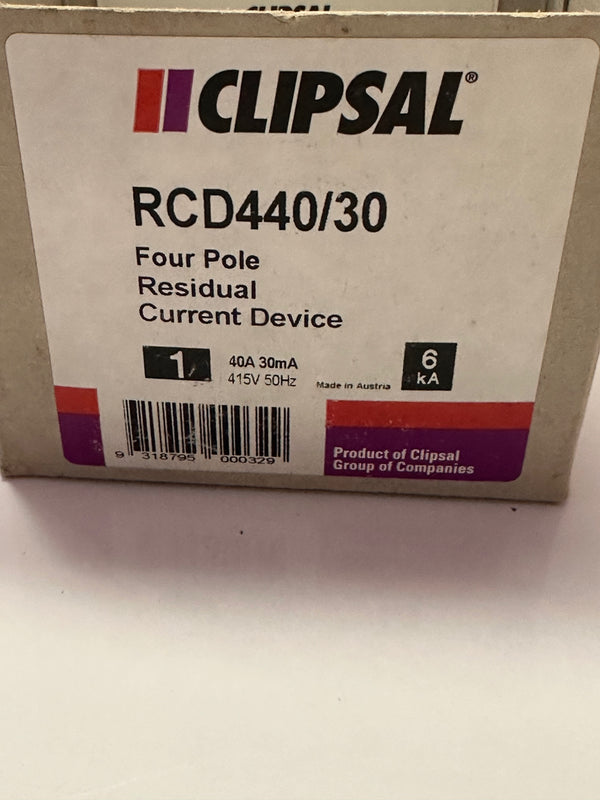 CLIPSAL
CLIPSAL®
RCD440/30
Four Pole
Residual
Current Device
1
40A 30mA
415V 50Hz
Made in Austria
6
kA
9 318795 000329
Product of Clipsal
Group of Companies